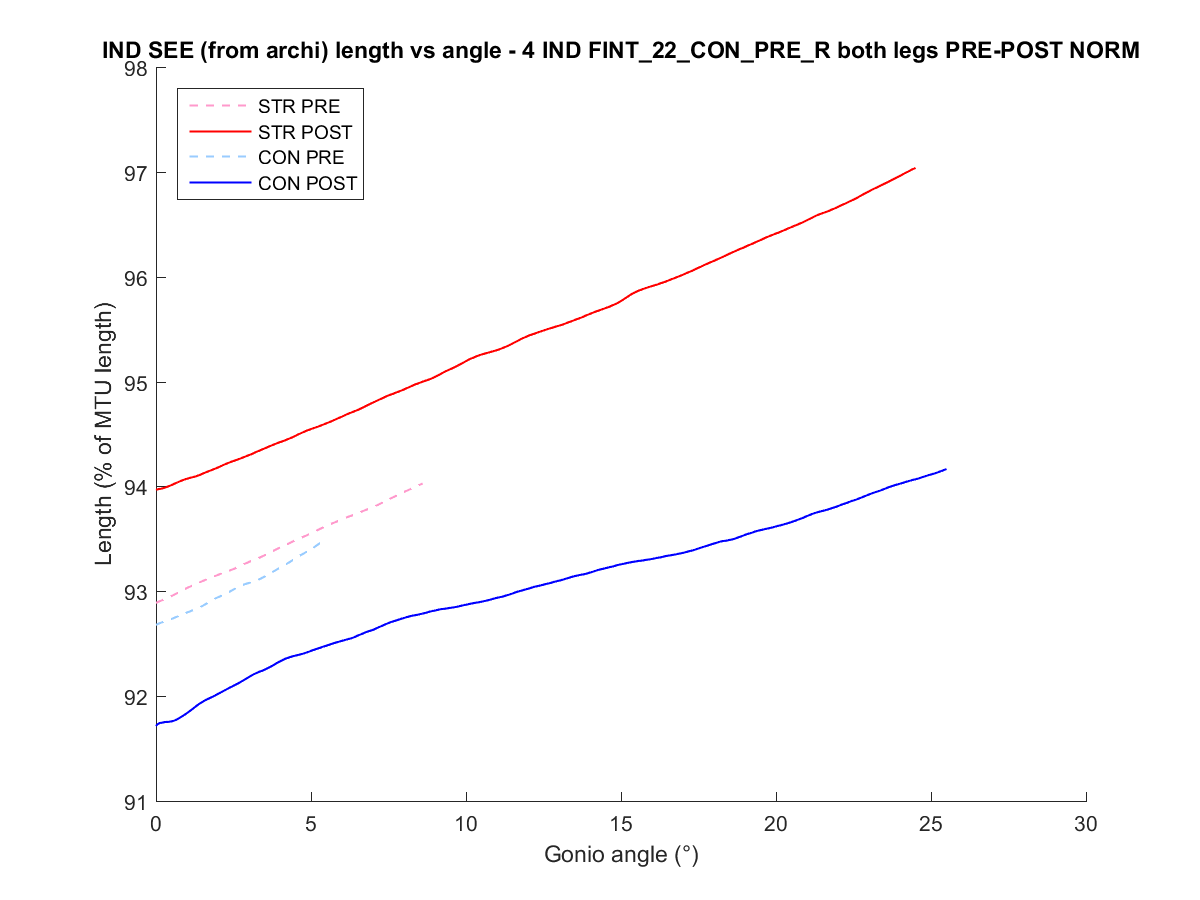 IND SEE (from archi) length vs angle - 4 IND FINT_22_CON_PRE_R both legs PRE-POST NORM
98
97
96
95
94
93
92
91
Length (% of MTU length)
STR PRE
STR POST
CON PRE
CON POST
0 5 10 15 20 25 30
Gonio angle (°)